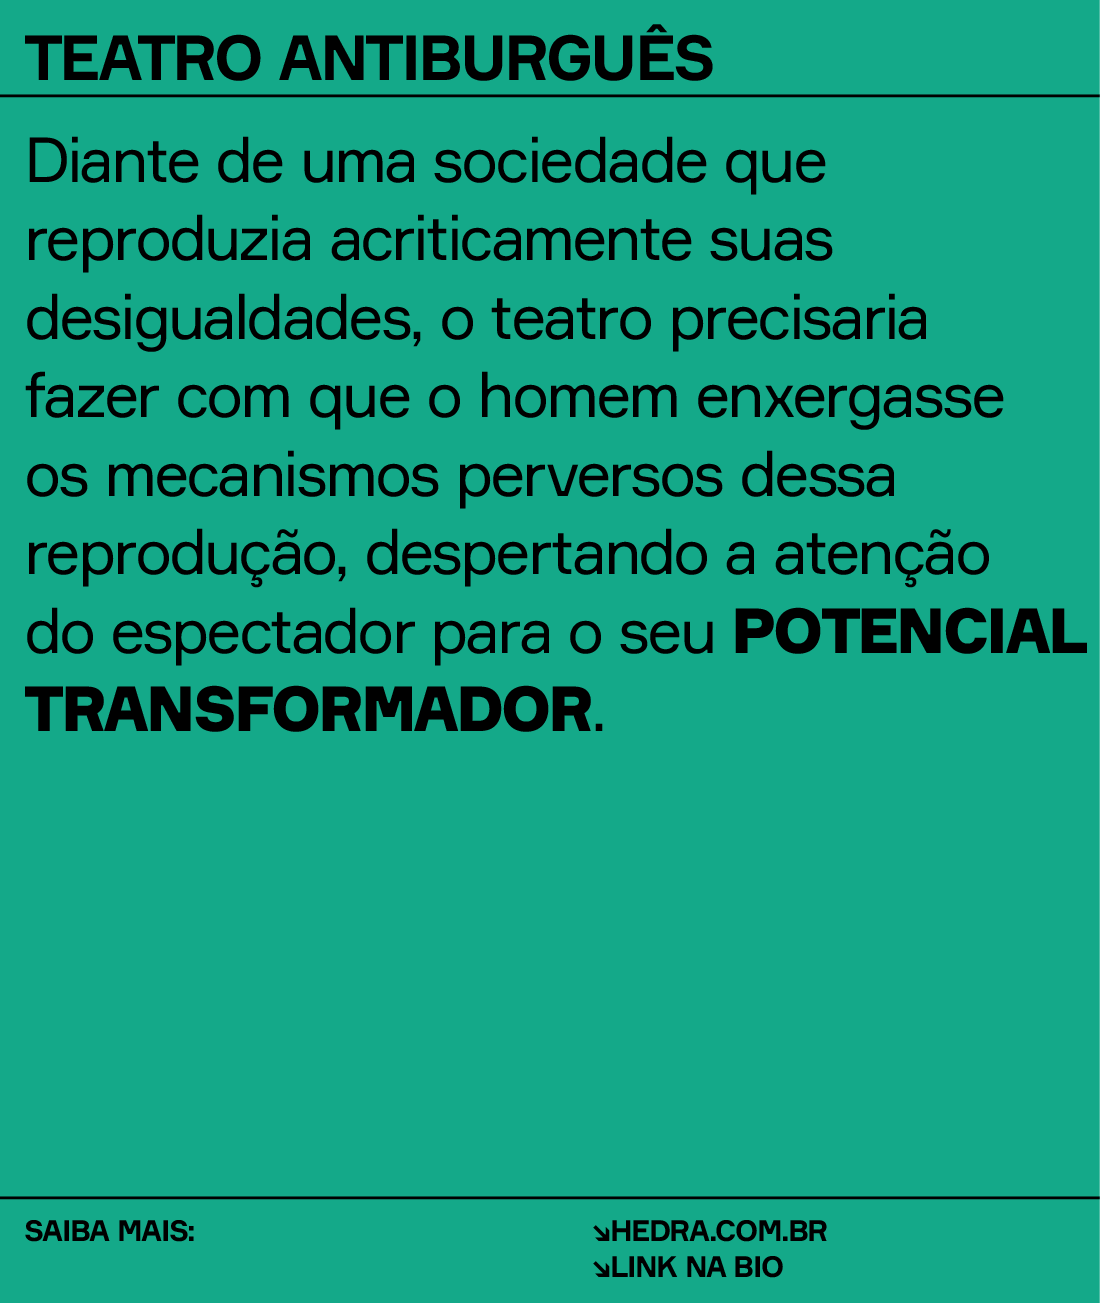 TEATRO ANTIBURGUÊS
Diante de uma sociedade que
reproduzia acriticamente suas
desigualdades, o teatro precisaria
fazer com que o homem enxergasse
os mecanismos perversos dessa
reprodução, despertando a atenção
do espectador para o seu POTENCIAL
TRANSFORMADOR.
SAIBA MAIS:
↘HEDRA.COM.BR
↘LINK NA BIO